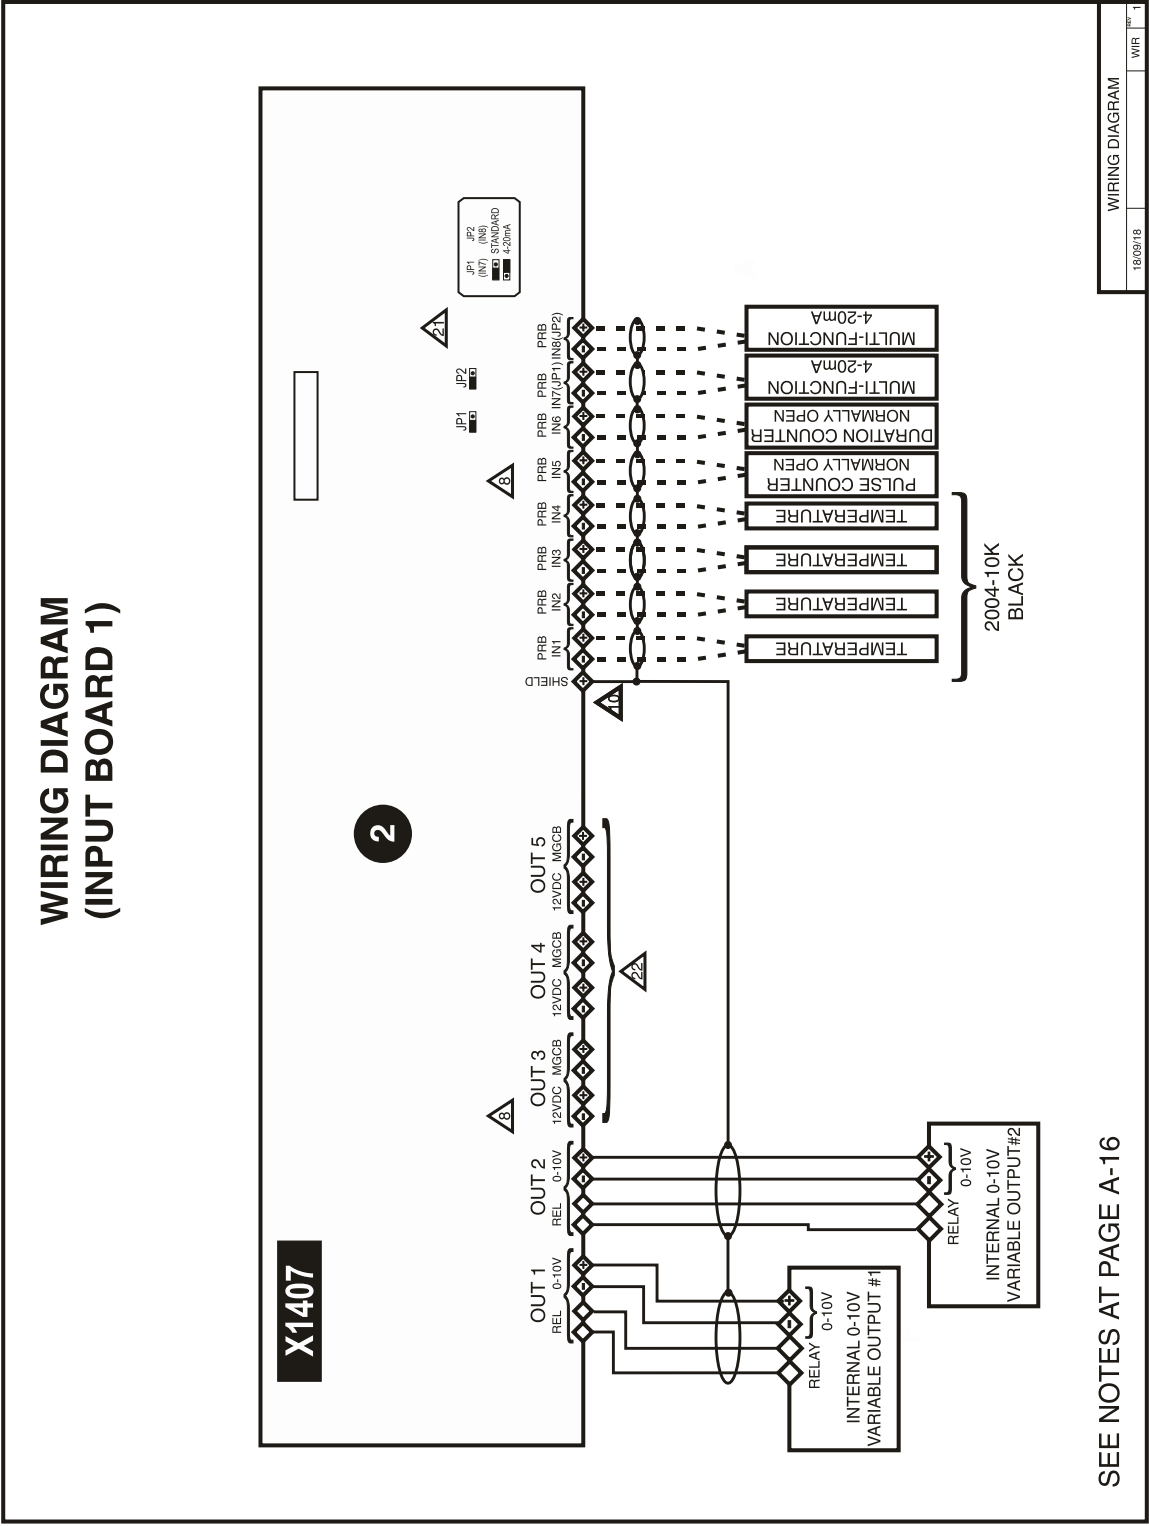 WIRING DIAGRAM
(INPUT BOARD 1)
X1407
2
JP1
(IN7)
JP2
(IN8)
STANDARD
4-20mA
21
JP1
JP2
8
8
OUT 1
REL
0-10V
OUT 2
REL
0-10V
OUT 3
12VDC
MGCB
OUT 4
12VDC
MGCB
OUT 5
12VDC
MGCB
SHIELD
PRB
IN1
PRB
IN2
PRB
IN3
PRB
IN4
PRB
IN5
PRB
IN6
PRB
IN7(JP1)
PRB
IN8(JP2)
22
10
RELAY
0-10V
INTERNAL 0-10V
VARIABLE OUTPUT #1
RELAY
0-10V
INTERNAL 0-10V
VARIABLE OUTPUT#2
TEMPERATURE
TEMPERATURE
TEMPERATURE
TEMPERATURE
PULSE COUNTER
NORMALLY OPEN
DURATION COUNTER
NORMALLY OPEN
MULTI-FUNCTION
4-20mA
MULTI-FUNCTION
4-20mA
2004-10K
BLACK
SEE NOTES AT PAGE A-16
WIRING DIAGRAM
18/09/18
WIR
REV
1